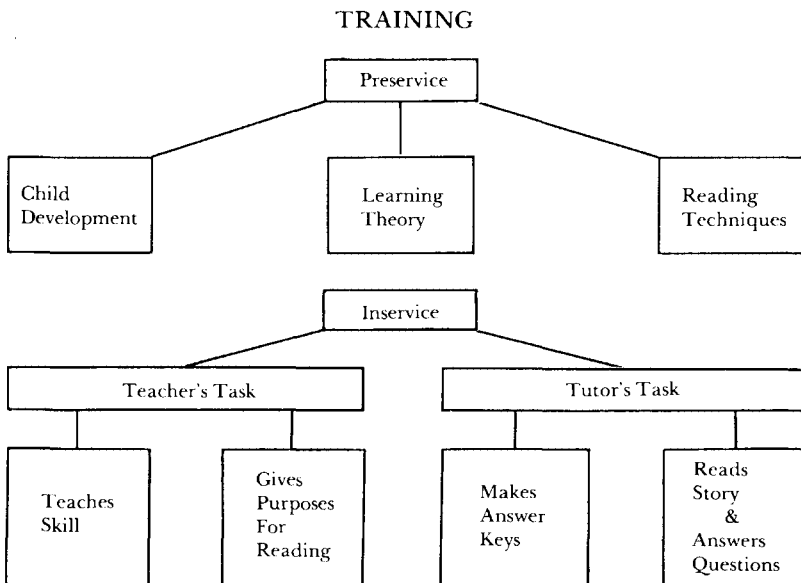 TRAINING
Preservice
Child
Development
Learning
Theory
Reading
Techniques
Inservice
Teacher's Task
Tutor's Task
Teaches
Skill
Gives
Purposes
For
Reading
Makes
Answer
Keys
Reads
Story
&
Answers
Questions